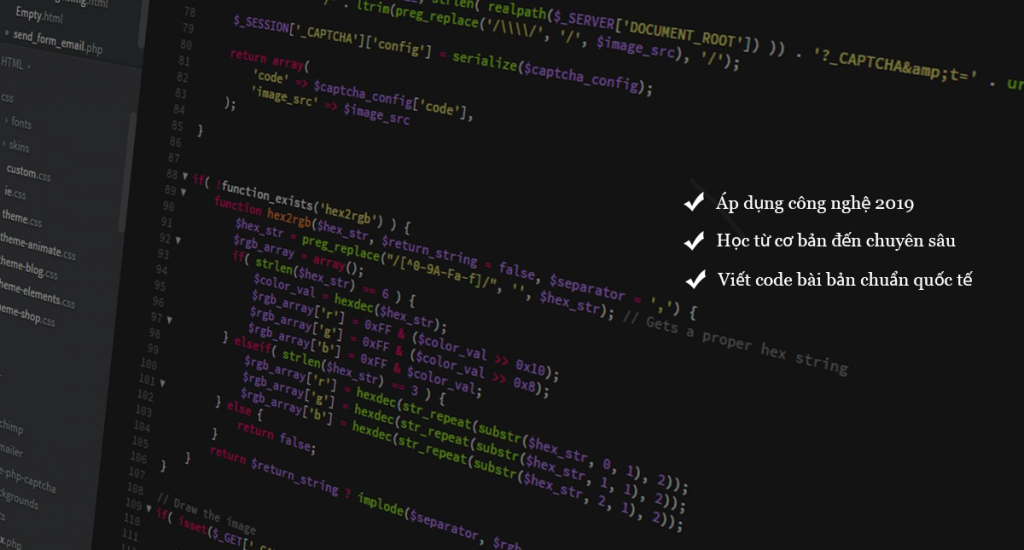 Empty.html
send_form_email.php
HTML
css
fonts
skins
custom.css
ie.css
theme.css
theme-animate.css
theme-blog.css
theme-elements.css
theme-shop.css
chimp
mailer
e-php-captcha
ckgrounds
x.php
78
79
80
81
82
83
84
85
86
87
88
89
90
91
92
93
94
95
96
97
98
99
100
101
102
103
104
105
106
107
108
109
110
111
112
strlen( realpath($_SERVER['DOCUMENT_ROOT']) )) . '?_CAPTCHA&amp;t=' . ur
ltrim(preg_replace('/\\\\/', '/', $image_src), '/');
$_SESSION['_CAPTCHA']['config'] = serialize($captcha_config);
return array(
'code' => $captcha_config['code'],
'image_src' => $image_src
);
}
if( !function_exists('hex2rgb') ) {
function hex2rgb($hex_str, $return_string = false, $separator = ',') {
$hex_str = preg_replace("/[^0-9A-Fa-f]/", '', $hex_str); // Gets a proper hex string
$rgb_array = array();
if( strlen($hex_str) == 6 ) {
$color_val = hexdec($hex_str);
$rgb_array['r'] = 0xFF & ($color_val >> 0x10);
$rgb_array['g'] = 0xFF & ($color_val >> 0x8);
$rgb_array['b'] = 0xFF & $color_val;
} elseif( strlen($hex_str) == 3 ) {
$rgb_array['r'] = hexdec(str_repeat(substr($hex_str, 0, 1), 2));
$rgb_array['g'] = hexdec(str_repeat(substr($hex_str, 1, 1), 2));
$rgb_array['b'] = hexdec(str_repeat(substr($hex_str, 2, 1), 2));
} else {
return false;
}
return $return_string ? implode($separator, $rgb
}
}
// Draw the image
if( isset($_GET['
Áp dụng công nghệ 2019
Học từ cơ bản đến chuyên sâu
Viết code bài bản chuẩn quốc tế